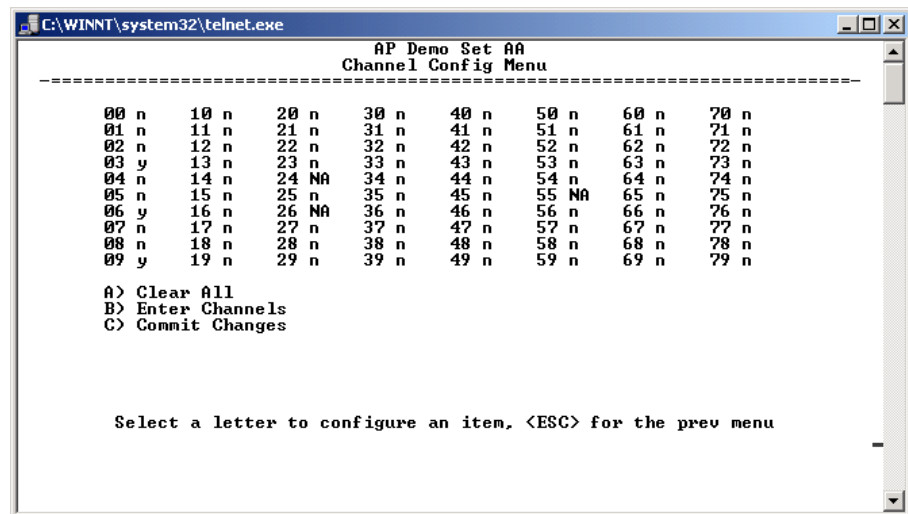 C:\WINNT\system32\telnet.exe
AP Demo Set AA
Channel Config Menu
00 n 10 n 20 n 30 n 40 n 50 n 60 n 70 n
01 n 11 n 21 n 31 n 41 n 51 n 61 n 71 n
02 n 12 n 22 n 32 n 42 n 52 n 62 n 72 n
03 y 13 n 23 n 33 n 43 n 53 n 63 n 73 n
04 n 14 n 24 NA 34 n 44 n 54 n 64 n 74 n
05 n 15 n 25 n 35 n 45 n 55 NA 65 n 75 n
06 y 16 n 26 NA 36 n 46 n 56 n 66 n 76 n
07 n 17 n 27 n 37 n 47 n 57 n 67 n 77 n
08 n 18 n 28 n 38 n 48 n 58 n 68 n 78 n
09 y 19 n 29 n 39 n 49 n 59 n 69 n 79 n
A) Clear All
B) Enter Channels
C) Commit Changes
Select a letter to configure an item, <ESC> for the prev menu